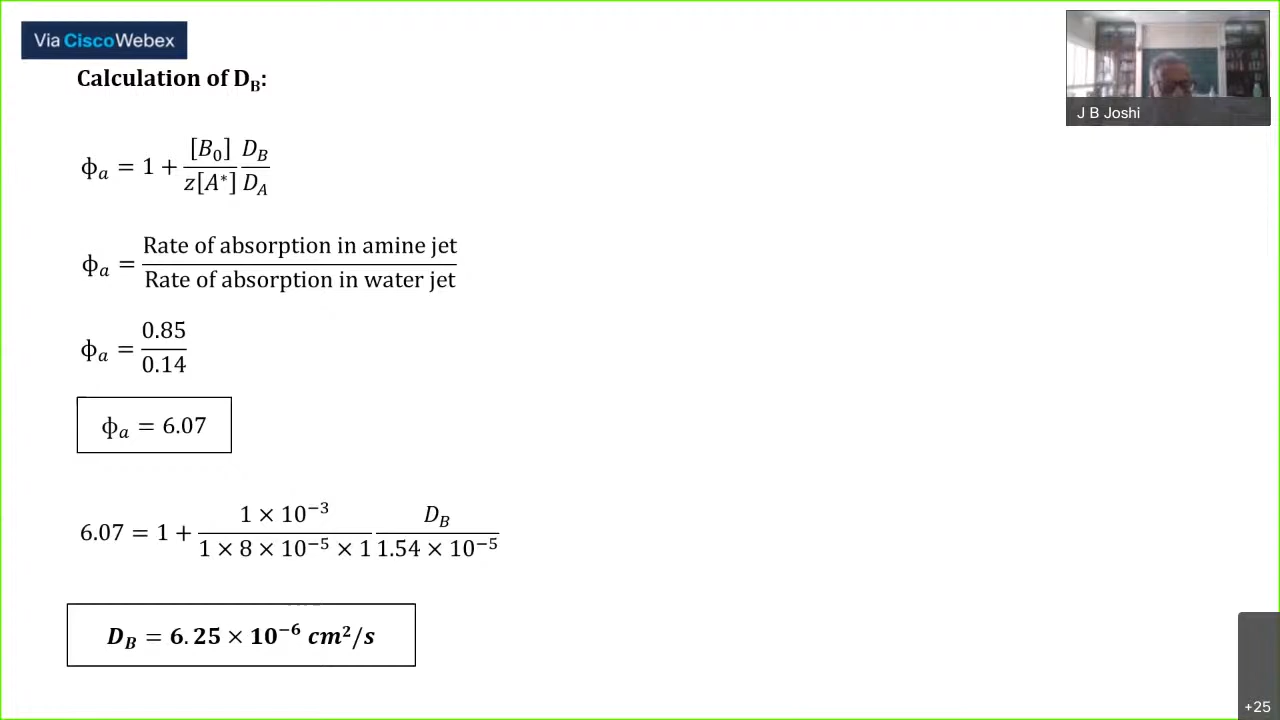 Via CiscoWebex
J B Joshi
Calculation of D_B:
ϕ_a = 1 + [B_0] / z[A*] D_B / D_A
ϕ_a = Rate of absorption in amine jet / Rate of absorption in water jet
ϕ_a = 0.85 / 0.14
ϕ_a = 6.07
6.07 = 1 + 1 × 10^−3 / 1 × 8 × 10^−5 × 1 D_B / 1.54 × 10^−5
D_B = 6.25 × 10^−6 cm^2/s
+25